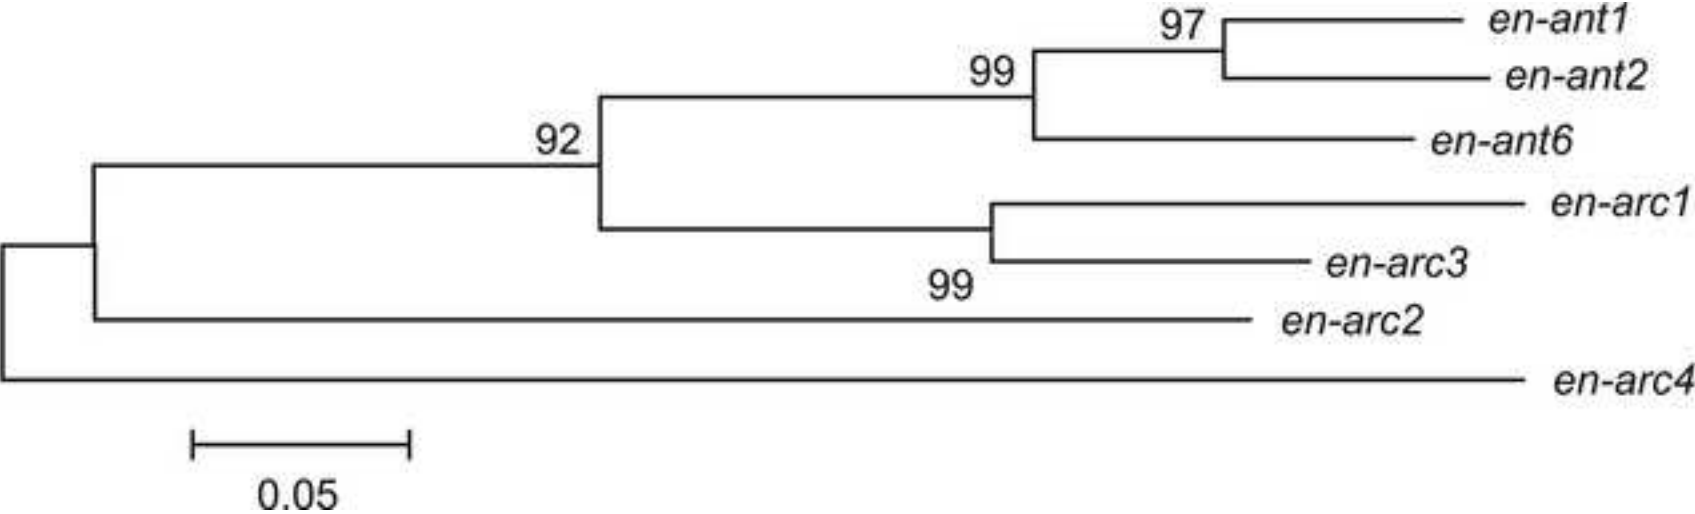 97
en-ant1
99
en-ant2
92
en-ant6
en-arc1
en-arc3
99
en-arc2
en-arc4
0.05